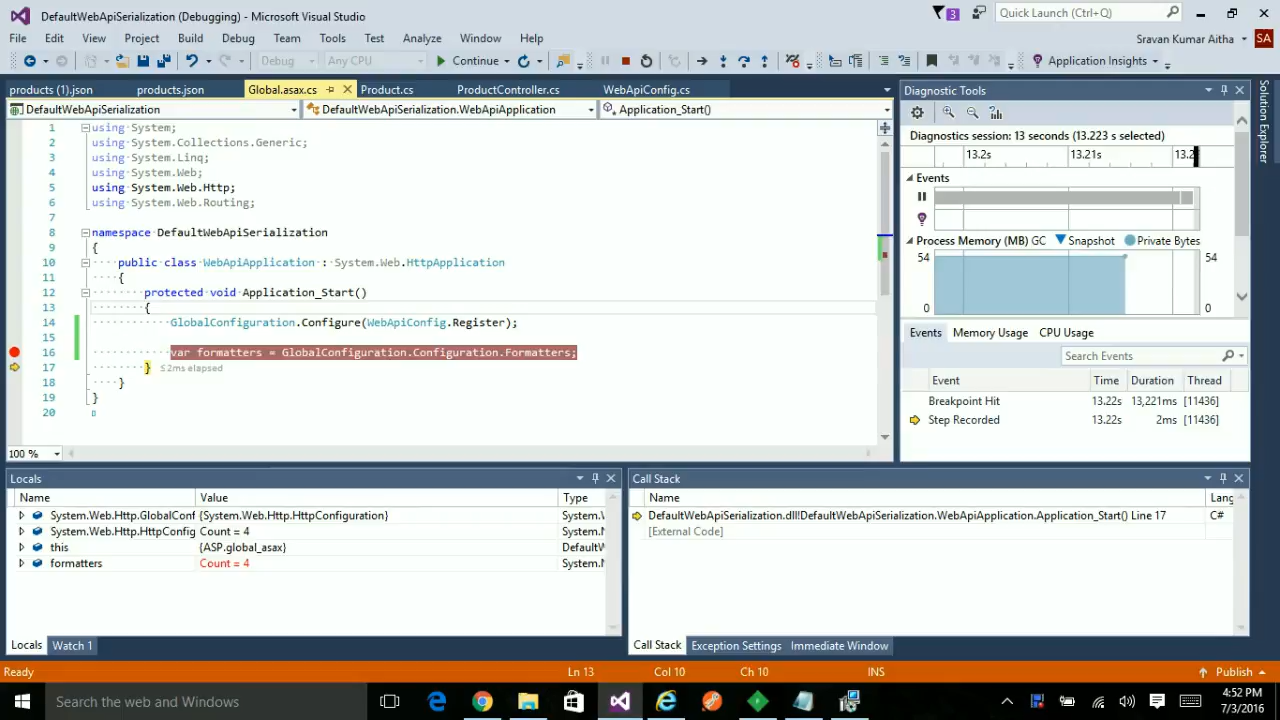 DefaultWebApiSerialization (Debugging) - Microsoft Visual Studio
3
Quick Launch (Ctrl+Q)
File Edit View Project Build Debug Team Tools Test Analyze Window Help
Sravan Kumar Aitha SA
Debug Any CPU Continue Application Insights
products (1).json products.json Global.asax.cs Product.cs ProductController.cs WebApiConfig.cs
DefaultWebApiSerialization DefaultWebApiSerialization.WebApiApplication Application_Start()
1 using System;
2 using System.Collections.Generic;
3 using System.Linq;
4 using System.Web;
5 using System.Web.Http;
6 using System.Web.Routing;
7
8 namespace DefaultWebApiSerialization
9 {
10 public class WebApiApplication : System.Web.HttpApplication
11 {
12 protected void Application_Start()
13 {
14 GlobalConfiguration.Configure(WebApiConfig.Register);
15
16 var formatters = GlobalConfiguration.Configuration.Formatters;
17 } ≤2ms elapsed
18 }
19 }
20
100 %
Diagnostic Tools
Diagnostics session: 13 seconds (13.223 s selected)
13.2s 13.21s 13.2
Events
Process Memory (MB) GC Snapshot Private Bytes
54 54
0 0
Events Memory Usage CPU Usage
Search Events
Event Time Duration Thread
Breakpoint Hit 13.22s 13,221ms [11436]
Step Recorded 13.22s 2ms [11436]
Solution Explorer
Locals
Name Value Type
System.Web.Http.GlobalConf {System.Web.Http.HttpConfiguration} System.W
System.Web.Http.HttpConfig Count = 4 System.N
this {ASP.global_asax} DefaultW
formatters Count = 4 System.N
Locals Watch 1
Call Stack
Name Lang
DefaultWebApiSerialization.dll!DefaultWebApiSerialization.WebApiApplication.Application_Start() Line 17 C#
[External Code]
Call Stack Exception Settings Immediate Window
Ready Ln 13 Col 10 Ch 10 INS Publish
Search the web and Windows
4:52 PM
7/3/2016